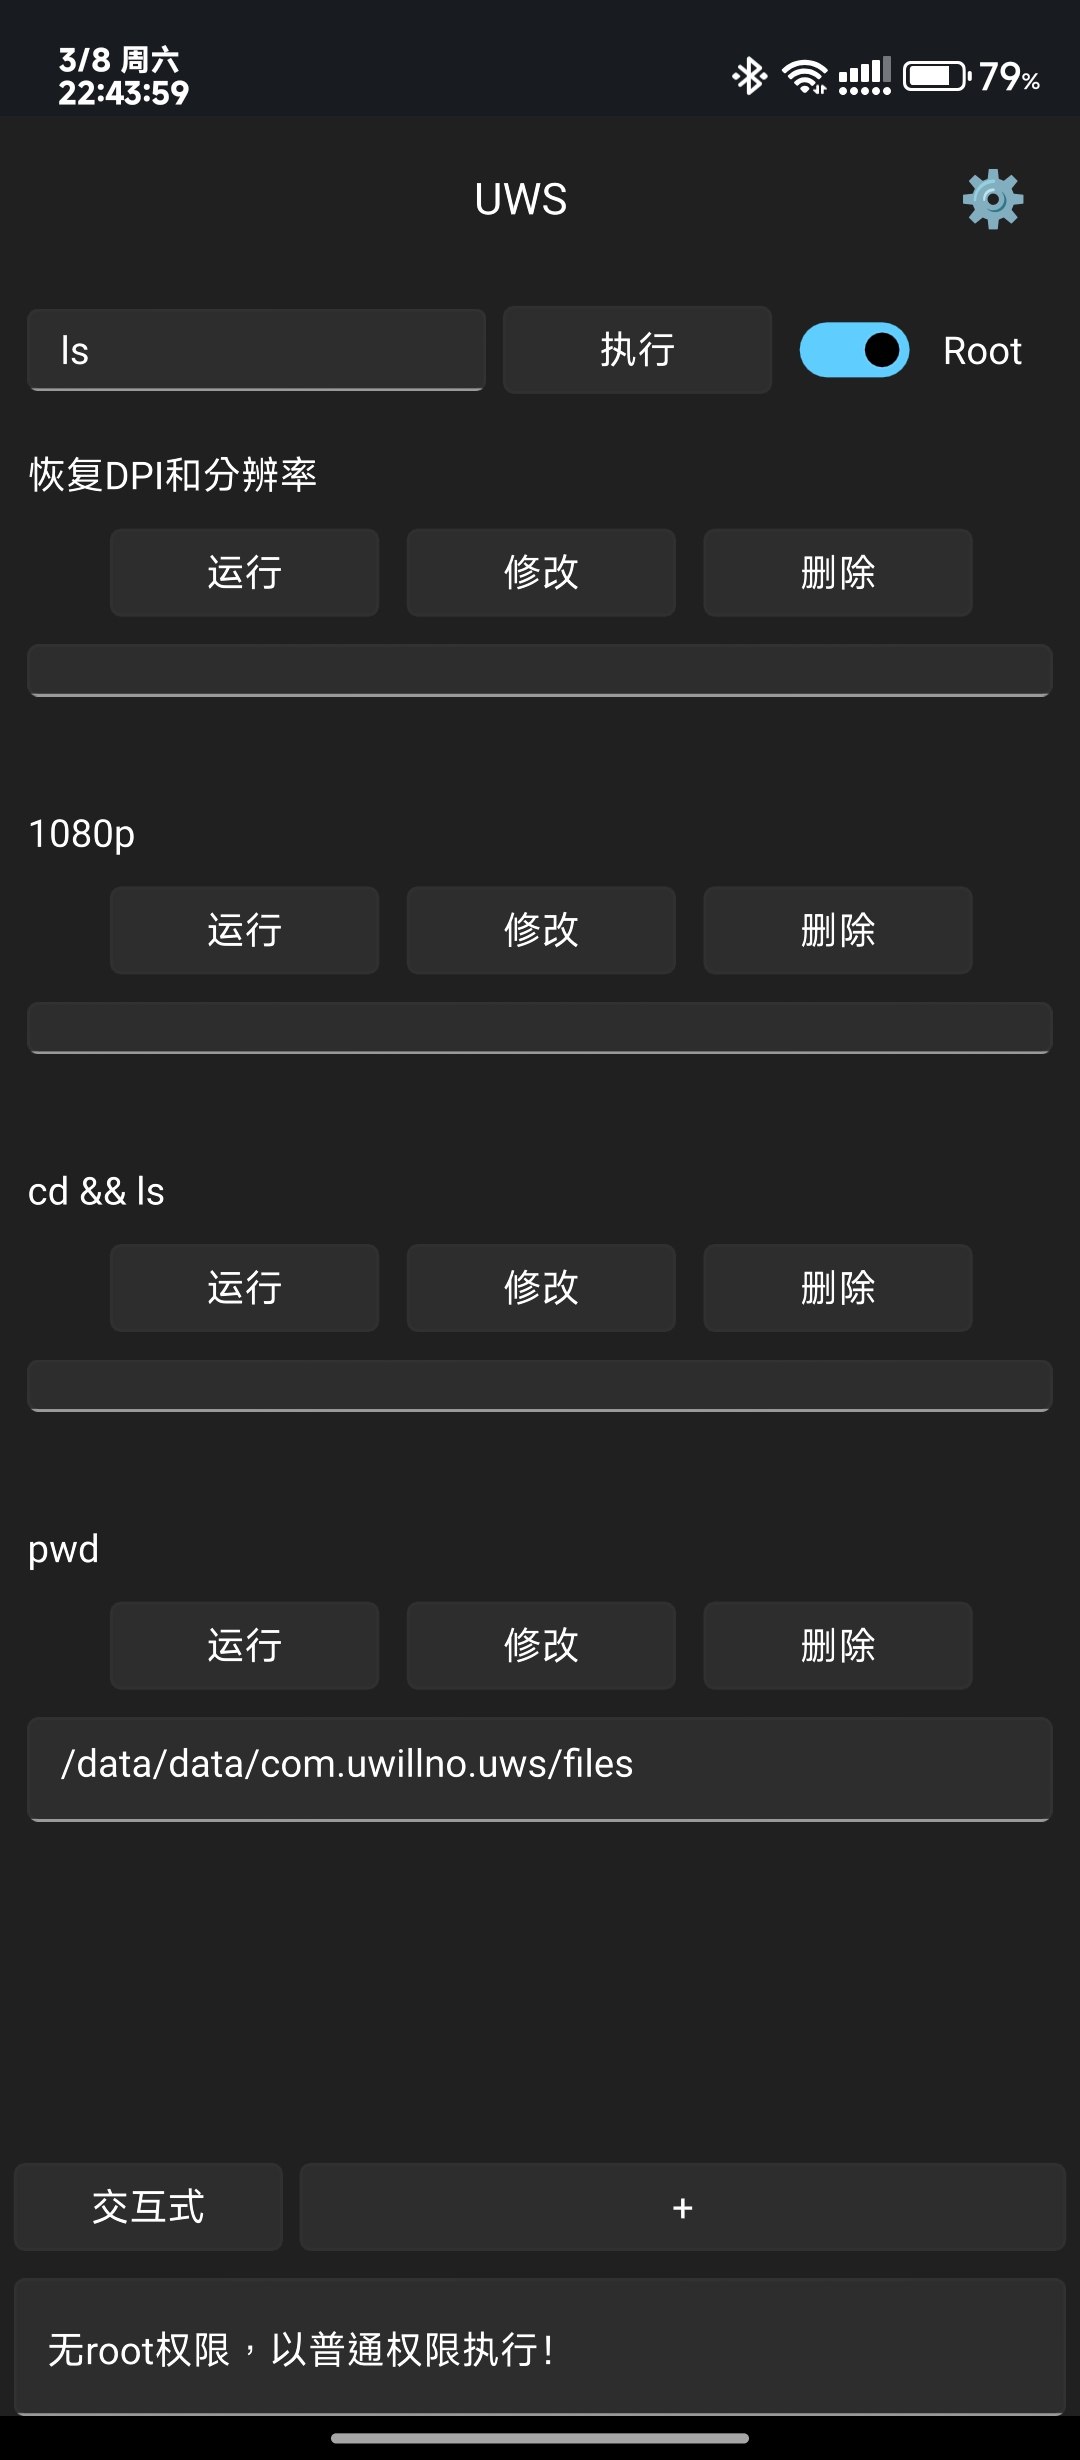 3/8 周六
22:43:59
79%
UWS
ls
执行
Root
恢复DPI和分辨率
运行
修改
删除
1080p
运行
修改
删除
cd && ls
运行
修改
删除
pwd
运行
修改
删除
/data/data/com.uwillno.uws/files
交互式
+
无root权限，以普通权限执行！